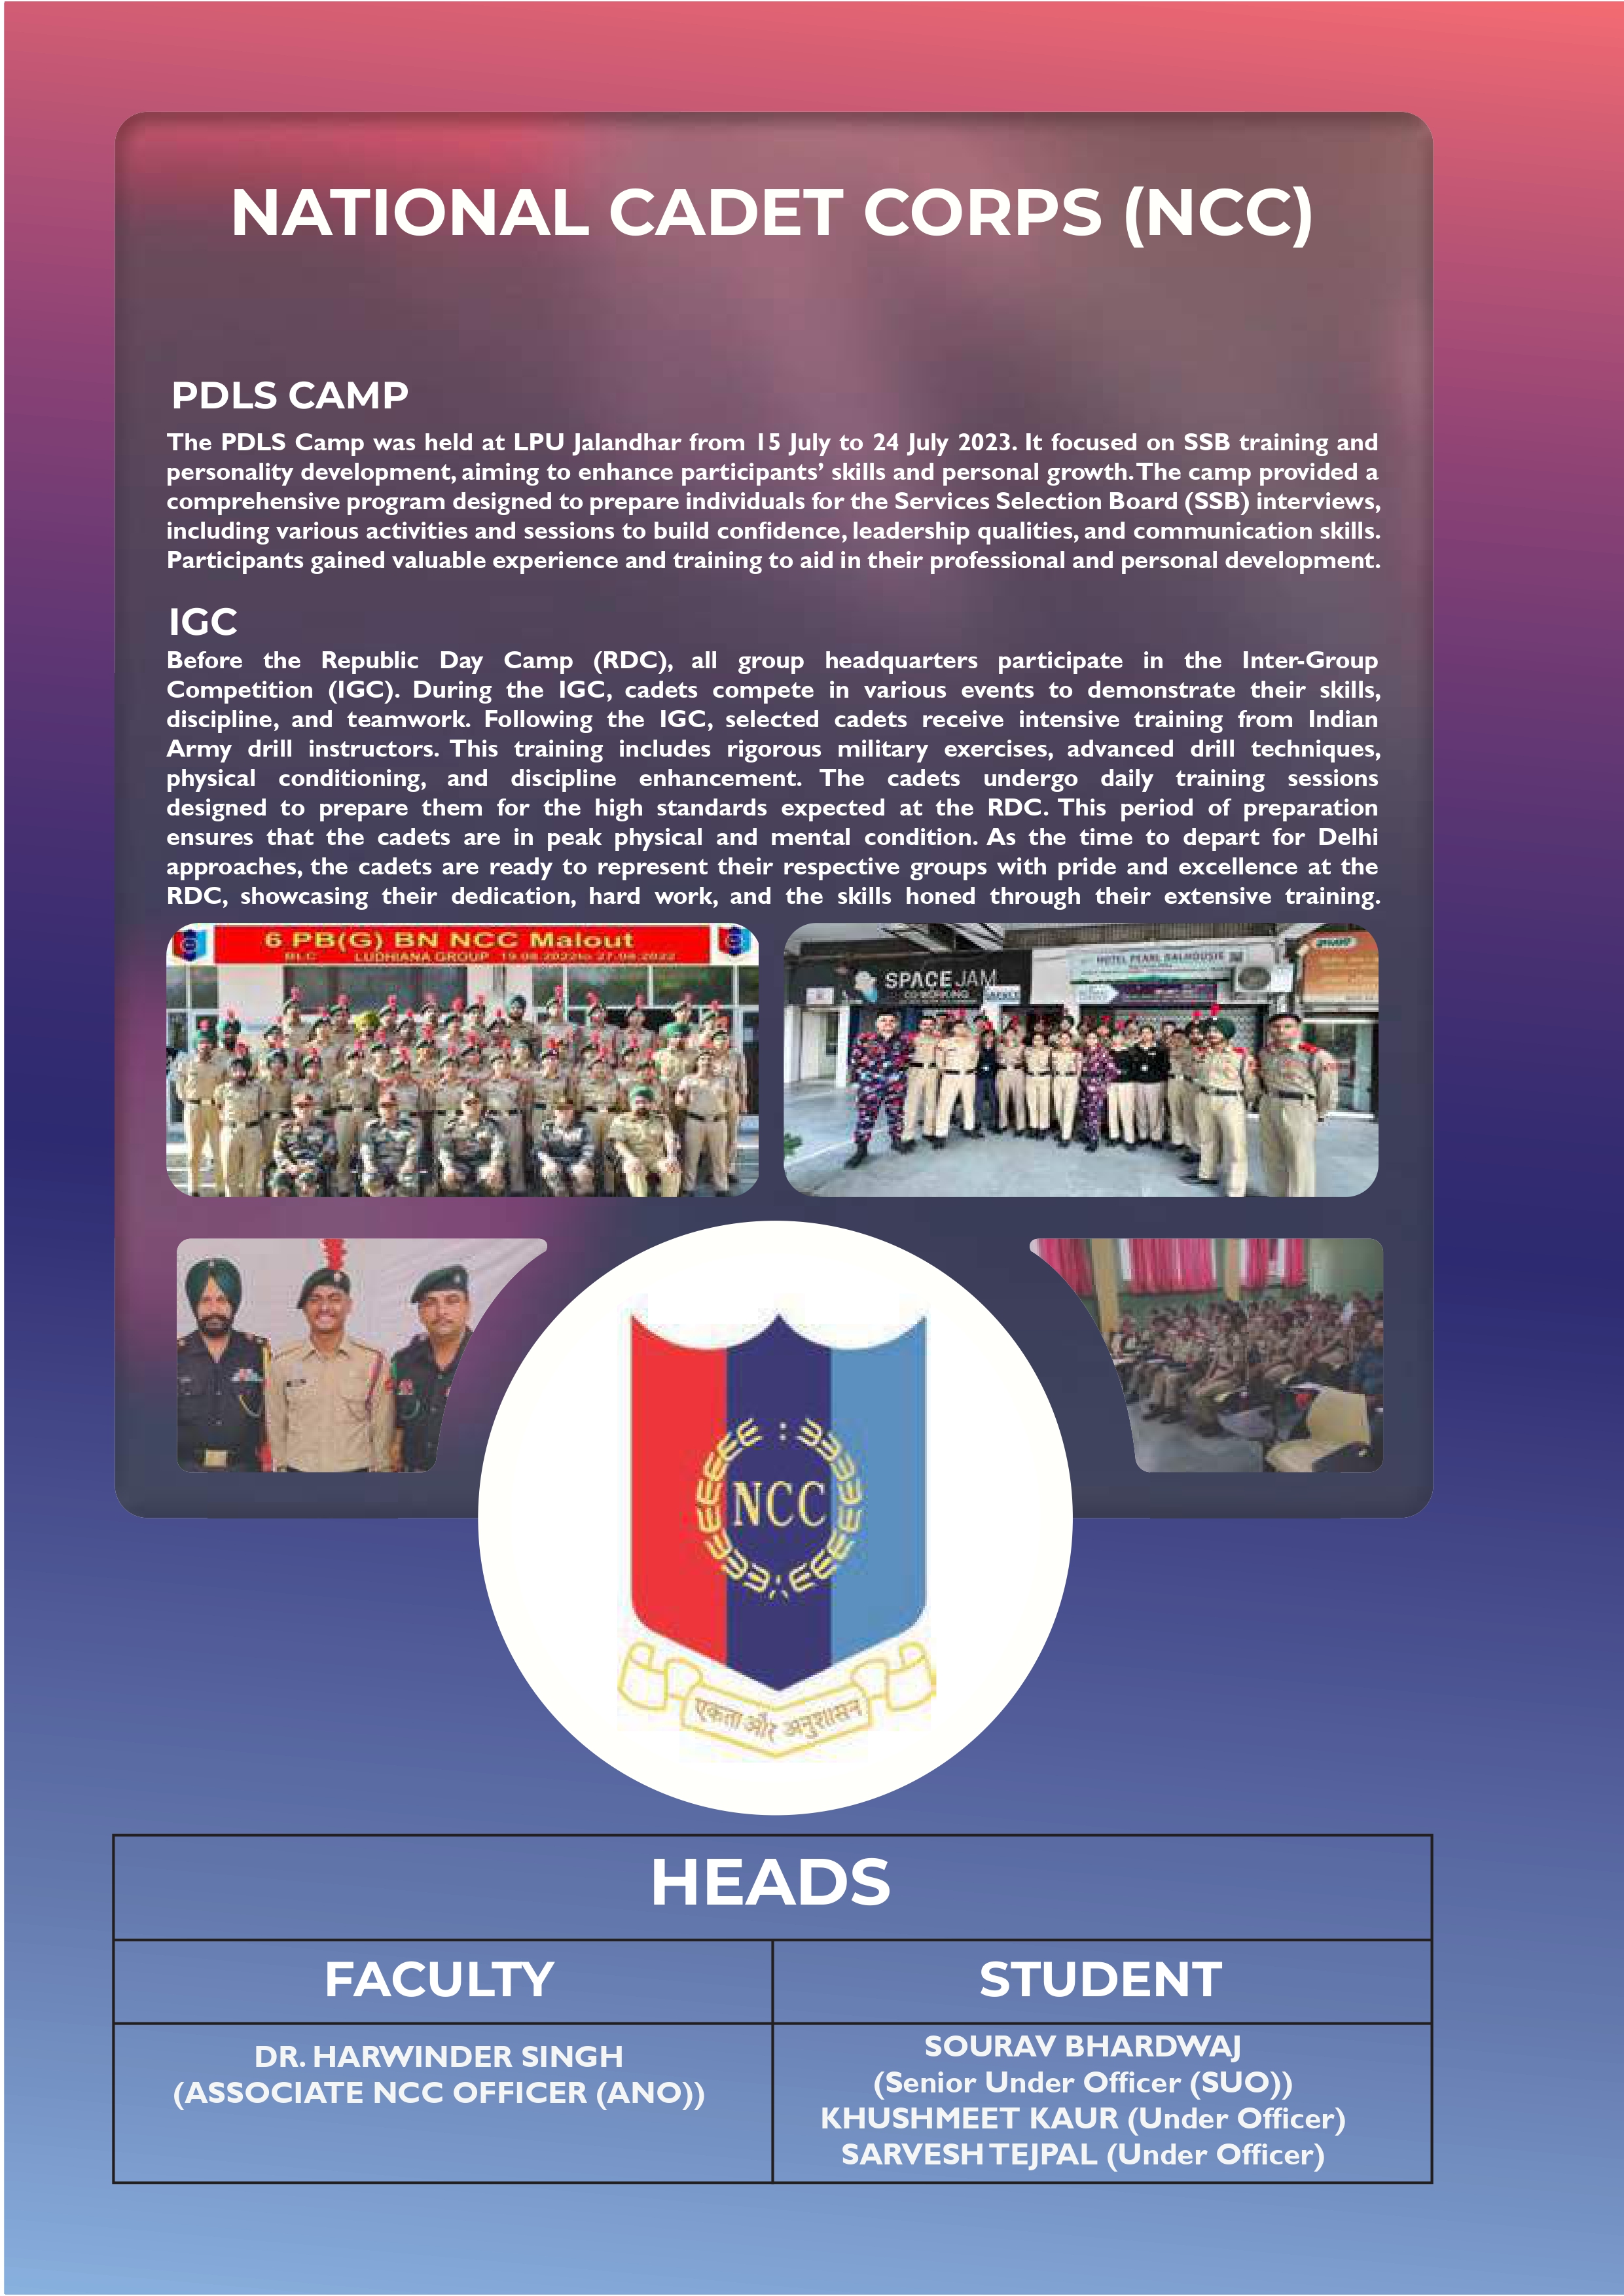 NATIONAL CADET CORPS (NCC)
PDLS CAMP
The PDLS Camp was held at LPU Jalandhar from 15 July to 24 July 2023. It focused on SSB training and
personality development, aiming to enhance participants' skills and personal growth. The camp provided a
comprehensive program designed to prepare individuals for the Services Selection Board (SSB) interviews,
including various activities and sessions to build confidence, leadership qualities, and communication skills.
Participants gained valuable experience and training to aid in their professional and personal development.
IGC
Before the Republic Day Camp (RDC), all group headquarters participate in the Inter-Group
Competition (IGC). During the IGC, cadets compete in various events to demonstrate their skills,
discipline, and teamwork. Following the IGC, selected cadets receive intensive training from Indian
Army drill instructors. This training includes rigorous military exercises, advanced drill techniques,
physical conditioning, and discipline enhancement. The cadets undergo daily training sessions
designed to prepare them for the high standards expected at the RDC. This period of preparation
ensures that the cadets are in peak physical and mental condition. As the time to depart for Delhi
approaches, the cadets are ready to represent their respective groups with pride and excellence at the
RDC, showcasing their dedication, hard work, and the skills honed through their extensive training.
6 PB(G) BN NCC Malout
LUDHIANA GROUP 19.08.2022 to 27.08.2022
SPACE JAM
CO-WORKING
HOTEL PEARL DALHOUSIE
NCC
एकता और अनुशासन
HEADS
FACULTY
STUDENT
DR. HARWINDER SINGH
(ASSOCIATE NCC OFFICER (ANO))
SOURAV BHARDWAJ
(Senior Under Officer (SUO))
KHUSHMEET KAUR (Under Officer)
SARVESH TEJPAL (Under Officer)